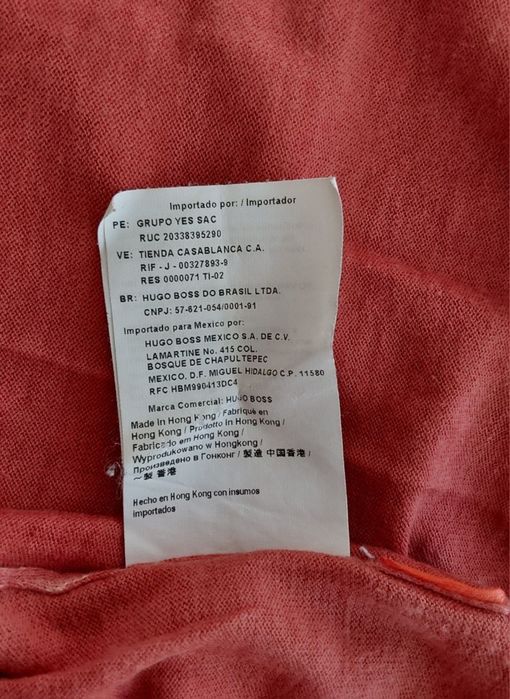 Importado por: / Importador
PE: GRUPO YES SAC
RUC 20338395290
VE: TIENDA CASABLANCA C.A.
RIF - J - 00327893-9
RES 0000071 TI-02
BR: HUGO BOSS DO BRASIL LTDA.
CNPJ: 57-621-054/0001-91
Importado para Mexico por:
HUGO BOSS MEXICO S.A. DE C.V.
LAMARTINE No. 415 COL.
BOSQUE DE CHAPULTEPEC
MEXICO, D.F. MIGUEL HIDALGO C.P. 11580
RFC HBM990413DC4
Marca Comercial: HUGO BOSS
Made in Hong Kong / Fabriqué en
Hong Kong / Prodotto in Hong Kong /
Fabricado em Hong Kong /
Wyprodukowano w Hongkong /
Произведено в Гонконг / 製造 中国香港 /
～製 香港
Hecho en Hong Kong con insumos
importados